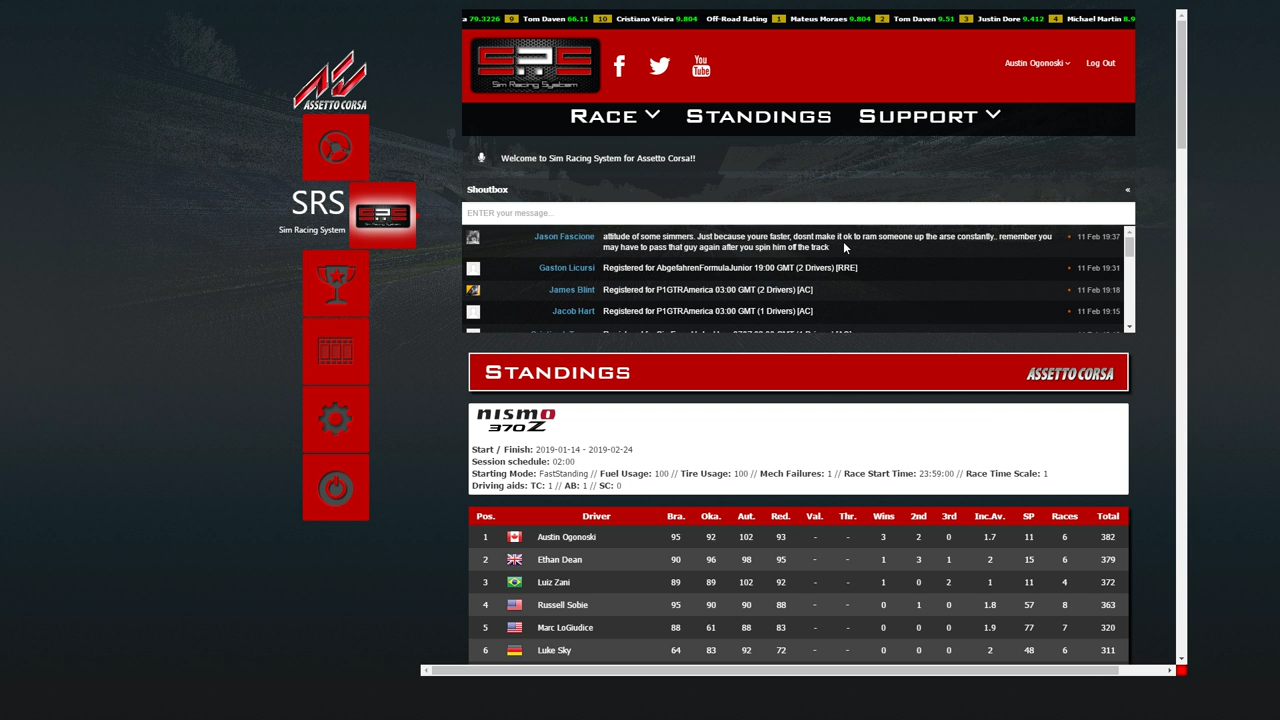 a 79.3226 9 Tom Daven 66.11 10 Cristiano Vieira 9.804 Off-Road Rating 1 Mateus Moraes 9.804 2 Tom Daven 9.51 3 Justin Dore 9.412 4 Michael Martin 8.9
Sim Racing System
You
Tube
Austin Ogonoski
Log Out
ASSETTO CORSA
RACE STANDINGS SUPPORT
Welcome to Sim Racing System for Assetto Corsa!!
SRS
Sim Racing System
Shoutbox «
ENTER your message...
Jason Fascione attitude of some simmers. Just because youre faster, dosnt make it ok to ram someone up the arse constantly.. remember you 11 Feb 19:37
may have to pass that guy again after you spin him off the track
Gaston Licursi Registered for AbgefahrenFormulaJunior 19:00 GMT (2 Drivers) [RRE] 11 Feb 19:31
James Blint Registered for P1GTRAmerica 03:00 GMT (2 Drivers) [AC] 11 Feb 19:18
Jacob Hart Registered for P1GTRAmerica 03:00 GMT (1 Drivers) [AC] 11 Feb 19:15
STANDINGS ASSETTO CORSA
nismo
370Z
Start / Finish: 2019-01-14 - 2019-02-24
Session schedule: 02:00
Starting Mode: FastStanding // Fuel Usage: 100 // Tire Usage: 100 // Mech Failures: 1 // Race Start Time: 23:59:00 // Race Time Scale: 1
Driving aids: TC: 1 // AB: 1 // SC: 0
Pos. Driver Bra. Oka. Aut. Red. Val. Thr. Wins 2nd 3rd Inc.Av. SP Races Total
1 Austin Ogonoski 95 92 102 93 - - 3 2 0 1.7 11 6 382
2 Ethan Dean 90 96 98 95 - - 1 3 1 2 15 6 379
3 Luiz Zani 89 89 102 92 - - 1 0 2 1 11 4 372
4 Russell Sobie 95 90 90 88 - - 0 1 0 1.8 57 8 363
5 Marc LoGiudice 88 61 88 83 - - 0 0 0 1.9 77 7 320
6 Luke Sky 64 83 92 72 - - 0 0 0 2 48 6 311